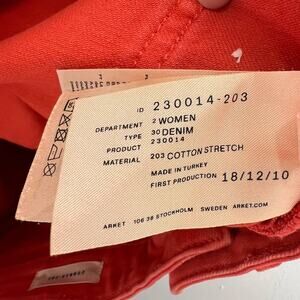 ID 230014-203
DEPARTMENT 2 WOMEN
TYPE 30 DENIM
PRODUCT 230014
MATERIAL 203 COTTON STRETCH
MADE IN TURKEY
FIRST PRODUCTION 18/12/10
ARKET 106 38 STOCKHOLM SWEDEN ARKET.COM